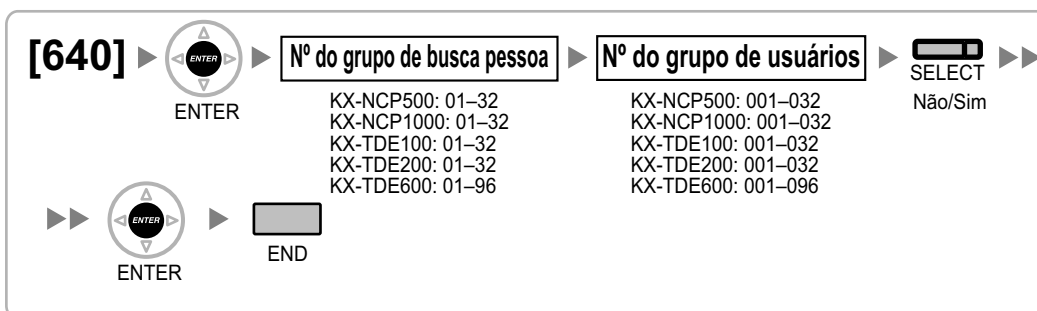 [640] ENTER Nº do grupo de busca pessoa Nº do grupo de usuários SELECT
ENTER
Não/Sim
KX-NCP500: 01–32 KX-NCP500: 001–032
KX-NCP1000: 01–32 KX-NCP1000: 001–032
KX-TDE100: 01–32 KX-TDE100: 001–032
KX-TDE200: 01–32 KX-TDE200: 001–032
KX-TDE600: 01–96 KX-TDE600: 001–096
ENTER
ENTER
END